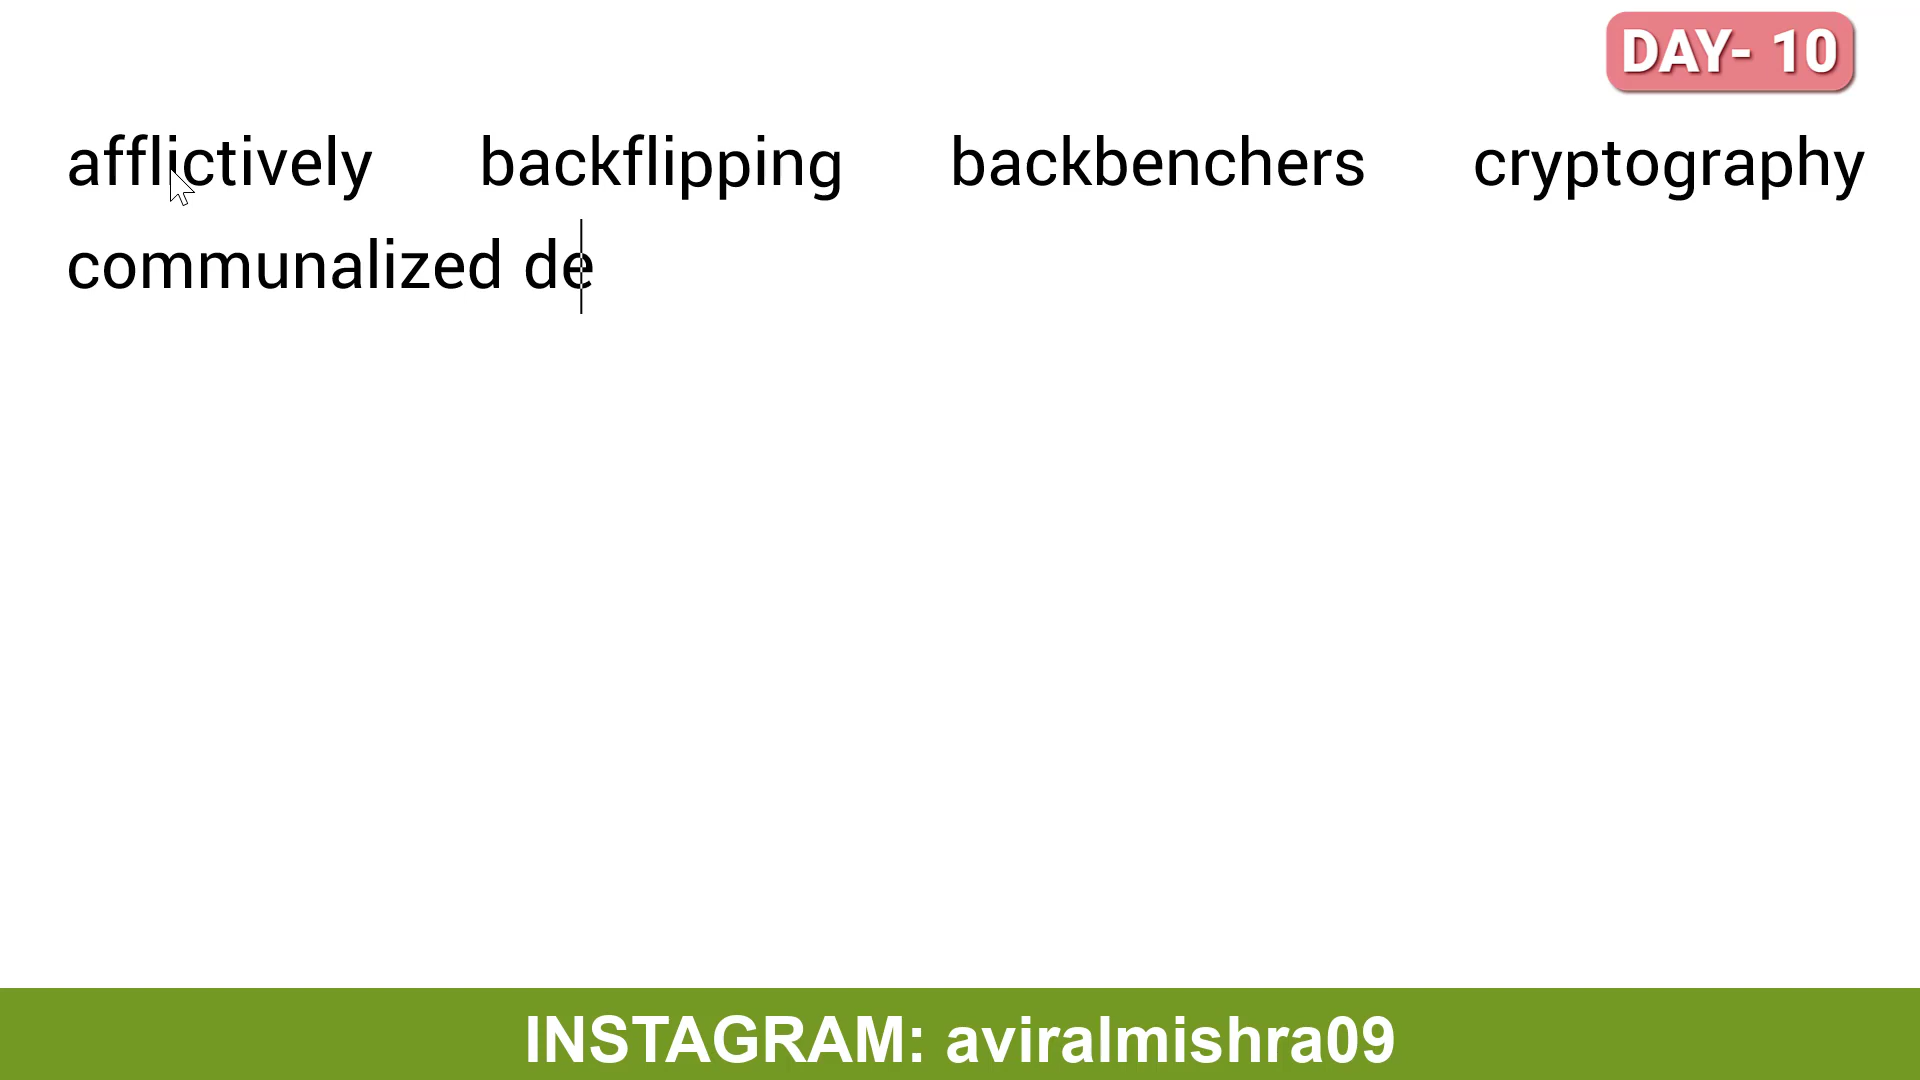 DAY- 10
afflictively backflipping backbenchers cryptography
communalized de
INSTAGRAM: aviralmishra09